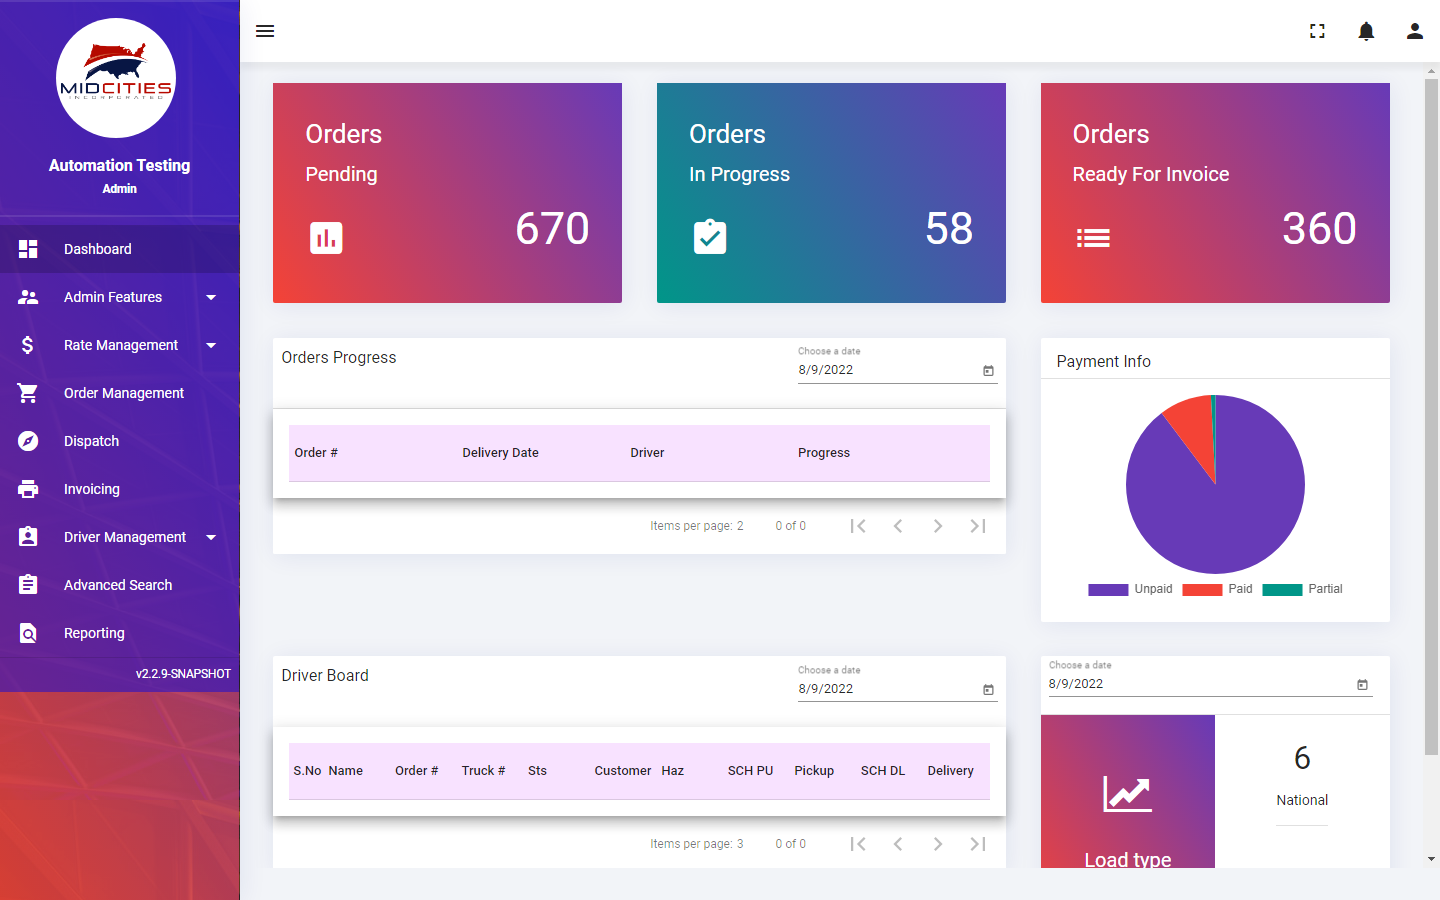 MIDCITIES
INCORPORATED
Automation Testing
Admin
Dashboard
Admin Features
Rate Management
Order Management
Dispatch
Invoicing
Driver Management
Advanced Search
Reporting
v2.2.9-SNAPSHOT
Orders
Pending
670
Orders
In Progress
58
Orders
Ready For Invoice
360
Orders Progress
Choose a date
8/9/2022
Order # Delivery Date Driver Progress
Items per page: 2 0 of 0
Payment Info
Unpaid Paid Partial
Driver Board
Choose a date
8/9/2022
S.No Name Order # Truck # Sts Customer Haz SCH PU Pickup SCH DL Delivery
Items per page: 3 0 of 0
Choose a date
8/9/2022
Load type
6
National